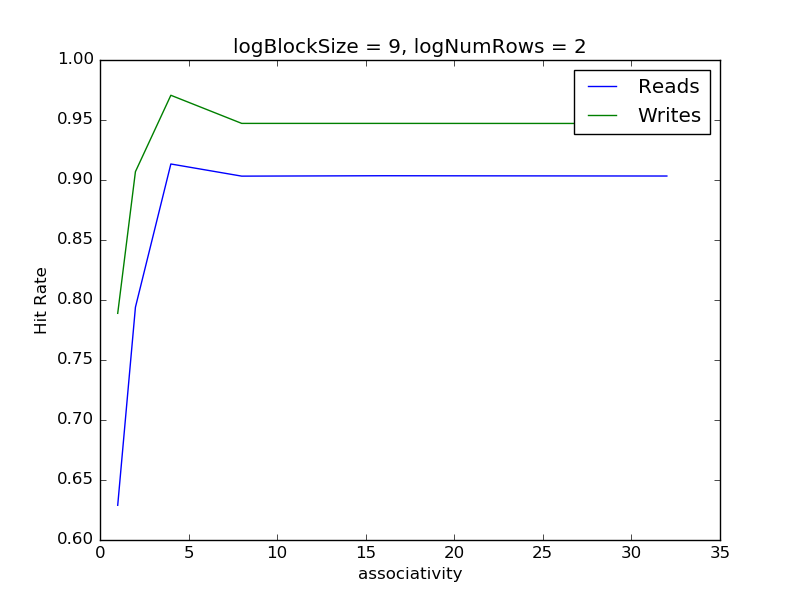 logBlockSize = 9, logNumRows = 2
1.00
0.95
0.90
0.85
0.80
0.75
0.70
0.65
0.60
Hit Rate
Reads
Writes
0 5 10 15 20 25 30 35
associativity